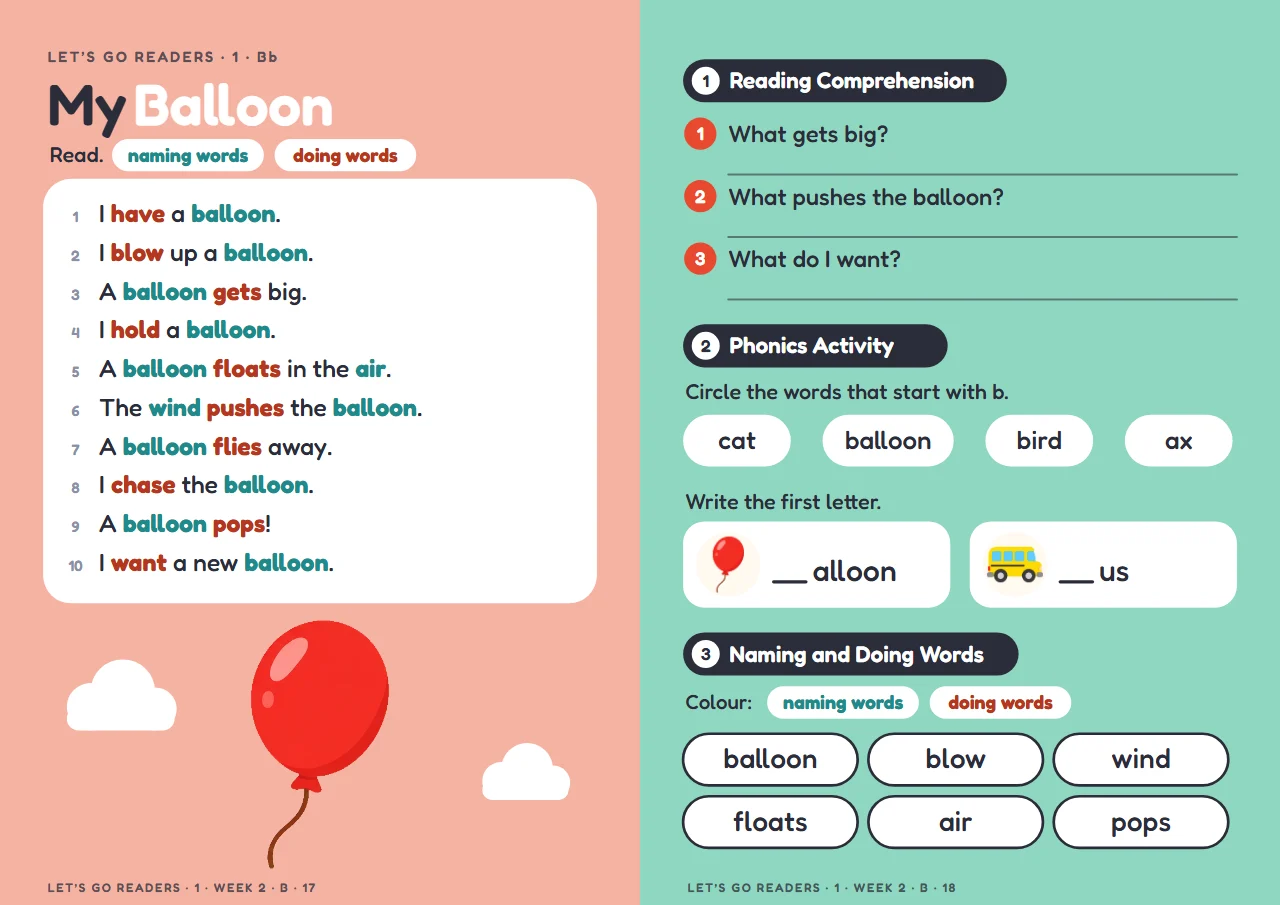 LET'S GO READERS · 1 · Bb
My Balloon
Read. naming words doing words
1 I have a balloon.
2 I blow up a balloon.
3 A balloon gets big.
4 I hold a balloon.
5 A balloon floats in the air.
6 The wind pushes the balloon.
7 A balloon flies away.
8 I chase the balloon.
9 A balloon pops!
10 I want a new balloon.
LET'S GO READERS · 1 · WEEK 2 · B · 17
1 Reading Comprehension
1 What gets big?
2 What pushes the balloon?
3 What do I want?
2 Phonics Activity
Circle the words that start with b.
cat balloon bird ax
Write the first letter.
__ alloon __ us
3 Naming and Doing Words
Colour: naming words doing words
balloon blow wind
floats air pops
LET'S GO READERS · 1 · WEEK 2 · B · 18